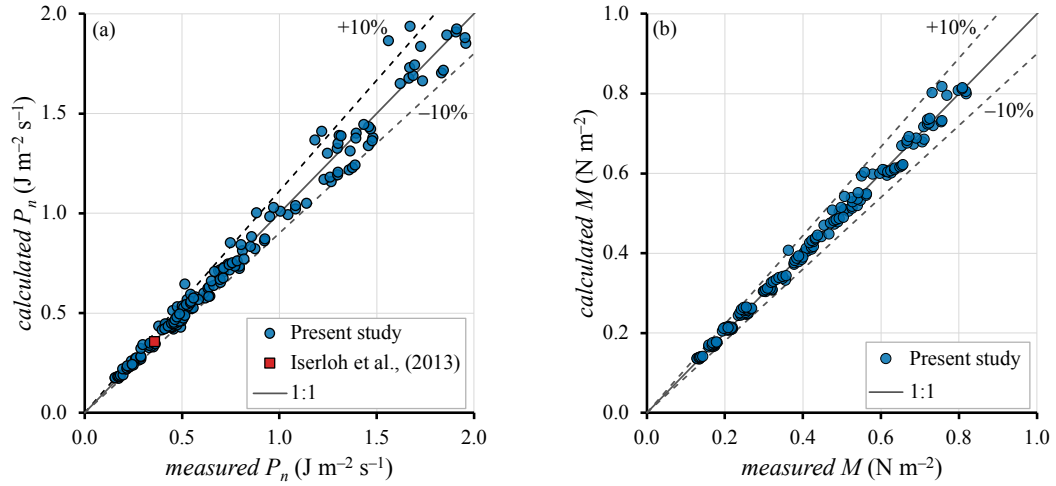 (a)
+10%
–10%
2.0
1.5
1.0
0.5
0.0
calculated Pn (J m−2 s−1)
Present study
Iserloh et al., (2013)
1:1
0.0 0.5 1.0 1.5 2.0
measured Pn (J m−2 s−1)
(b)
+10%
–10%
1.0
0.8
0.6
0.4
0.2
0.0
calculated M (N m−2)
Present study
1:1
0.0 0.2 0.4 0.6 0.8 1.0
measured M (N m−2)